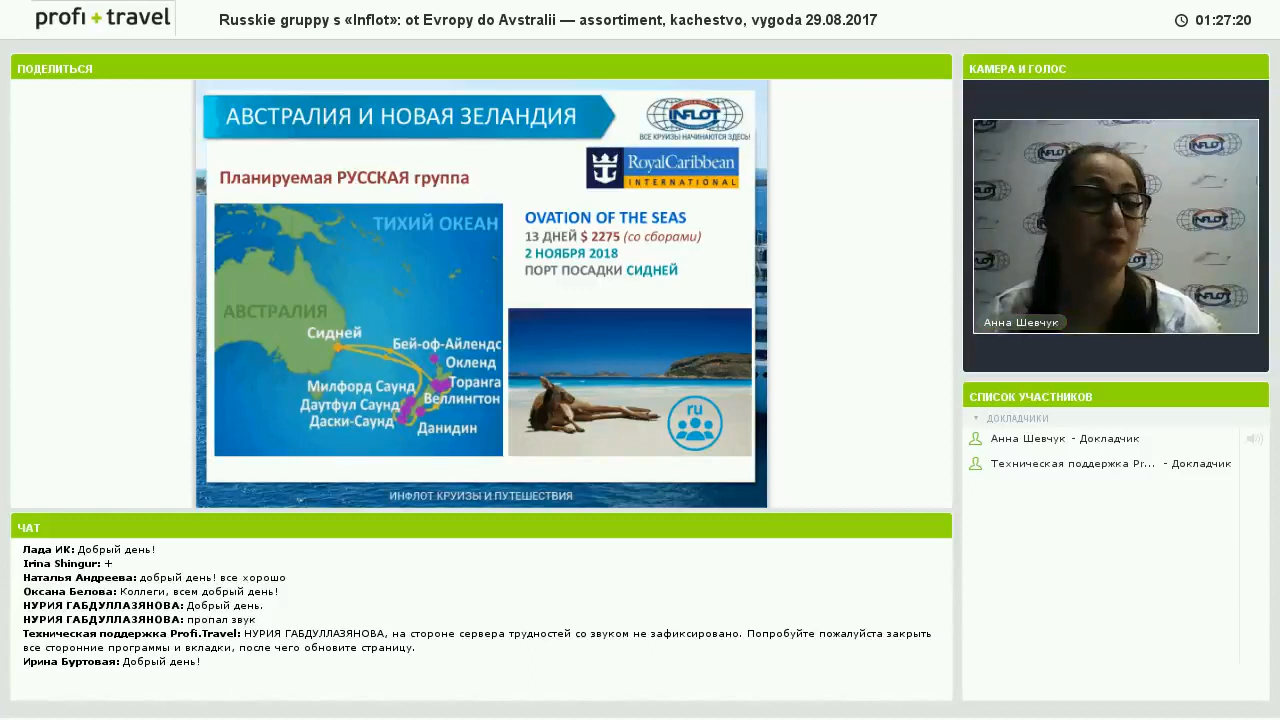 profi + travel
Russkie gruppy s «Inflot»: ot Evropy do Avstralii — assortiment, kachestvo, vygoda 29.08.2017
01:27:20
ПОДЕЛИТЬСЯ
АВСТРАЛИЯ И НОВАЯ ЗЕЛАНДИЯ
INFLOT
ВСЕ КРУИЗЫ НАЧИНАЮТСЯ ЗДЕСЬ!
RoyalCaribbean
INTERNATIONAL
Планируемая РУССКАЯ группа
ТИХИЙ ОКЕАН
АВСТРАЛИЯ
Сидней
Бей-оф-Айлендс
Окленд
Милфорд Саунд
Торанга
Даутфул Саунд
Веллингтон
Даски-Саунд
Данидин
OVATION OF THE SEAS
13 ДНЕЙ $ 2275 (со сборами)
2 НОЯБРЯ 2018
ПОРТ ПОСАДКИ СИДНЕЙ
ru
ИНФЛОТ КРУИЗЫ И ПУТЕШЕСТВИЯ
КАМЕРА И ГОЛОС
INFLOT
INFLOT
INFLOT
INFLOT
Анна Шевчук
СПИСОК УЧАСТНИКОВ
ДОКЛАДЧИКИ
Анна Шевчук - Докладчик
Техническая поддержка Pr... - Докладчик
ЧАТ
Лада ИК: Добрый день!
Irina Shingur: +
Наталья Андреева: добрый день! все хорошо
Оксана Белова: Коллеги, всем добрый день!
НУРИЯ ГАБДУЛЛАЗЯНОВА: Добрый день.
НУРИЯ ГАБДУЛЛАЗЯНОВА: пропал звук
Техническая поддержка Profi.Travel: НУРИЯ ГАБДУЛЛАЗЯНОВА, на стороне сервера трудностей со звуком не зафиксировано. Попробуйте пожалуйста закрыть
все сторонние программы и вкладки, после чего обновите страницу.
Ирина Буртовая: Добрый день!